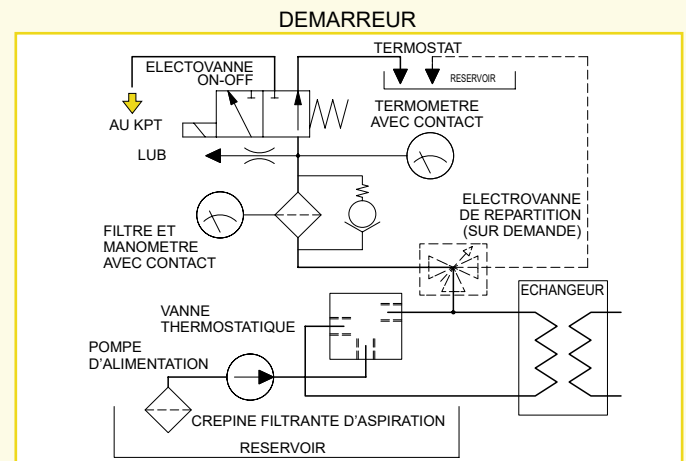 DEMARREUR
TERMOSTAT
ELECTOVANNE
ON-OFF
RESERVOIR
AU KPT
TERMOMETRE
AVEC CONTACT
LUB
ELECTROVANNE
DE REPARTITION
(SUR DEMANDE)
FILTRE ET
MANOMETRE
AVEC CONTACT
ECHANGEUR
VANNE
THERMOSTATIQUE
POMPE
D'ALIMENTATION
CREPINE FILTRANTE D'ASPIRATION
RESERVOIR